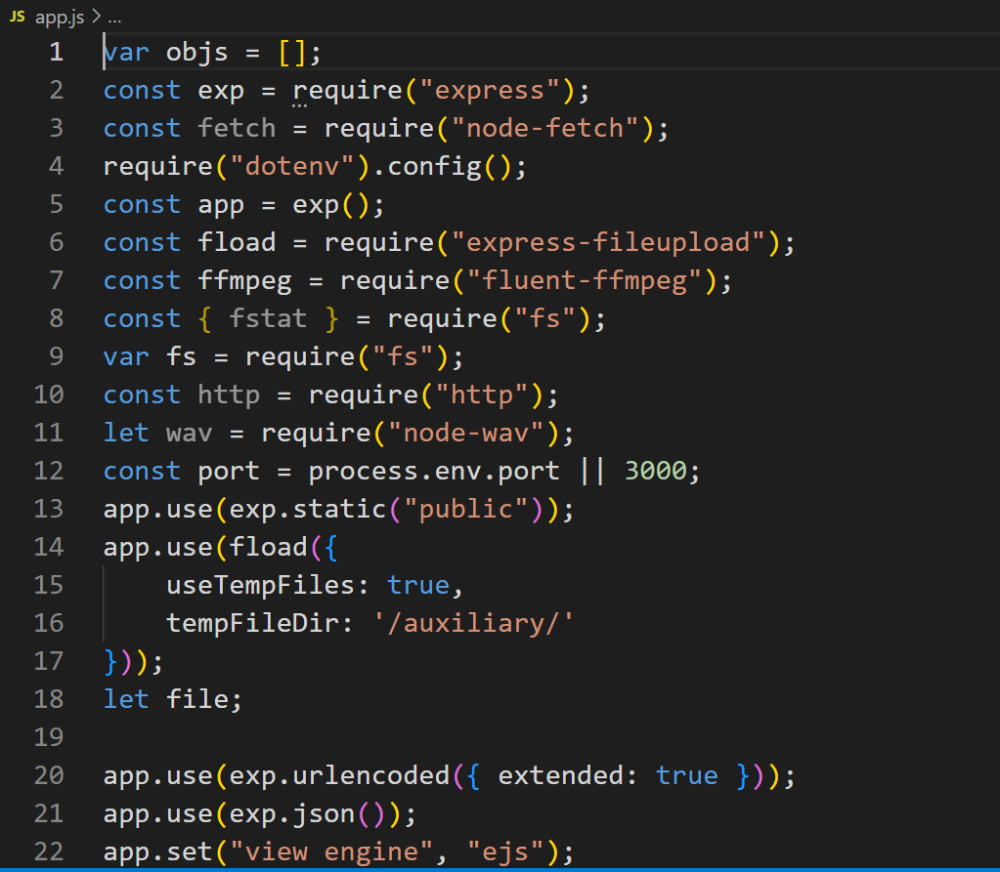 JS app.js > ...
1 var objs = [];
2 const exp = require("express");
3 const fetch = require("node-fetch");
4 require("dotenv").config();
5 const app = exp();
6 const fload = require("express-fileupload");
7 const ffmpeg = require("fluent-ffmpeg");
8 const { fstat } = require("fs");
9 var fs = require("fs");
10 const http = require("http");
11 let wav = require("node-wav");
12 const port = process.env.port || 3000;
13 app.use(exp.static("public"));
14 app.use(fload({
15     useTempFiles: true,
16     tempFileDir: '/auxiliary/'
17 }));
18 let file;
19
20 app.use(exp.urlencoded({ extended: true }));
21 app.use(exp.json());
22 app.set("view engine", "ejs");